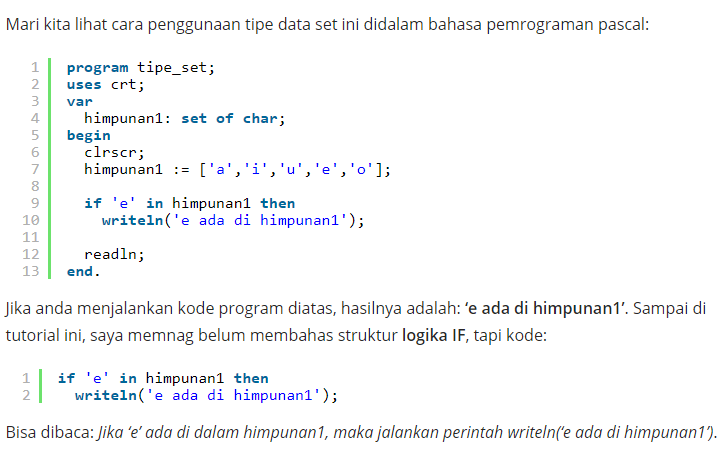 Mari kita lihat cara penggunaan tipe data set ini didalam bahasa pemrograman pascal:
1 program tipe_set;
2 uses crt;
3 var
4 himpunan1: set of char;
5 begin
6 clrscr;
7 himpunan1 := ['a','i','u','e','o'];
8
9 if 'e' in himpunan1 then
10 writeln('e ada di himpunan1');
11
12 readln;
13 end.
Jika anda menjalankan kode program diatas, hasilnya adalah: ‘e ada di himpunan1’. Sampai di
tutorial ini, saya memnag belum membahas struktur logika IF, tapi kode:
1 if 'e' in himpunan1 then
2 writeln('e ada di himpunan1');
Bisa dibaca: Jika ‘e’ ada di dalam himpunan1, maka jalankan perintah writeln(‘e ada di himpunan1’).